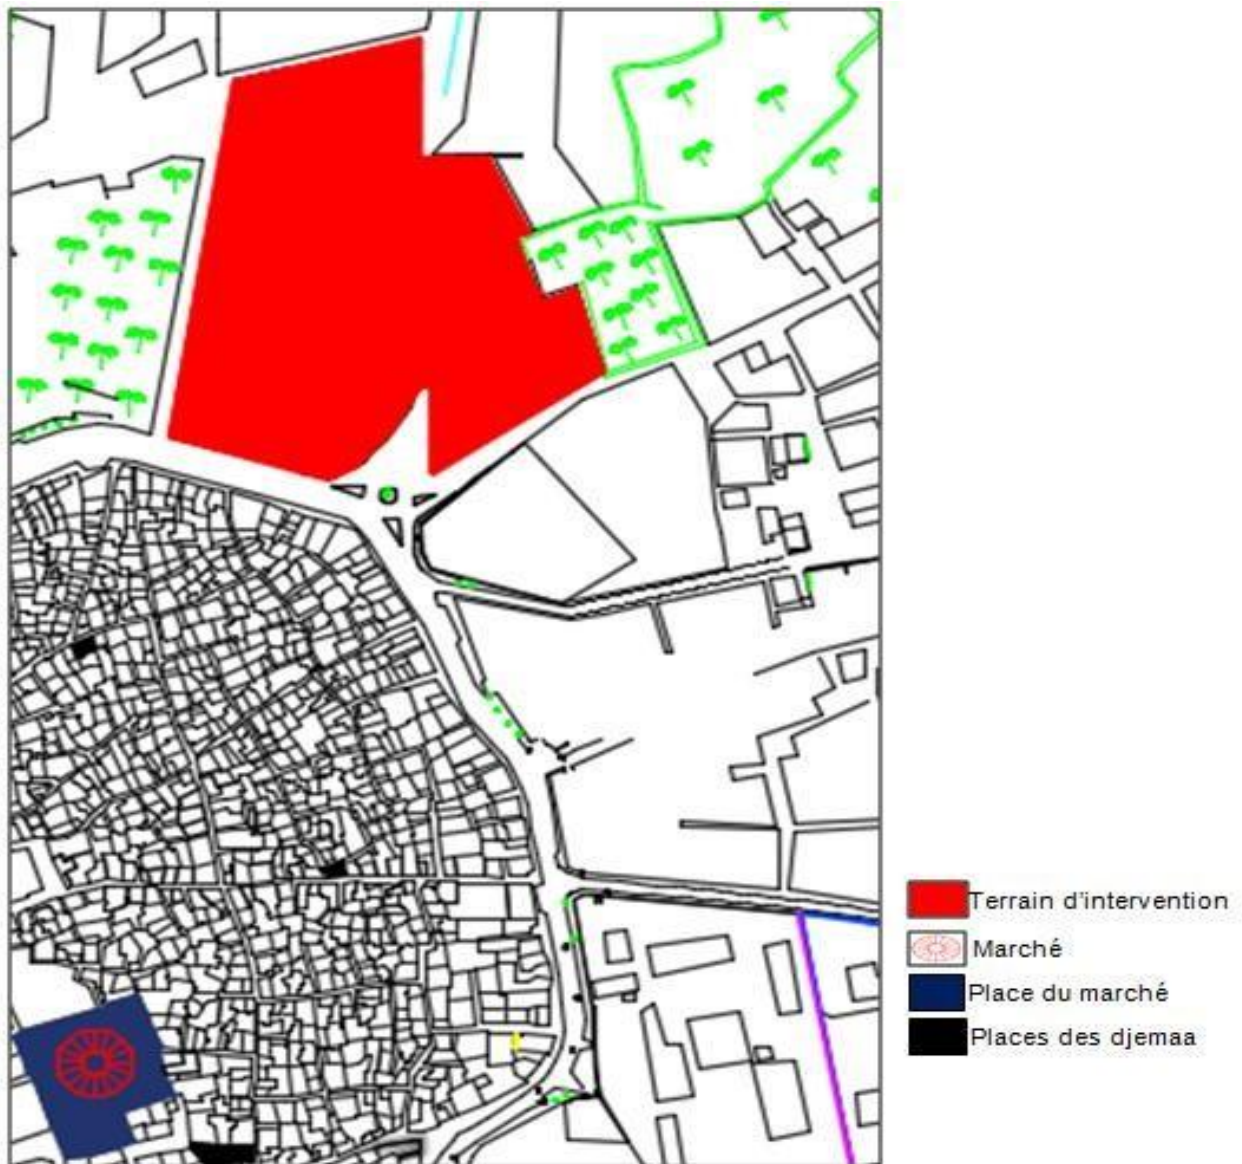 Terrain d'intervention
Marché
Place du marché
Places des djemaa